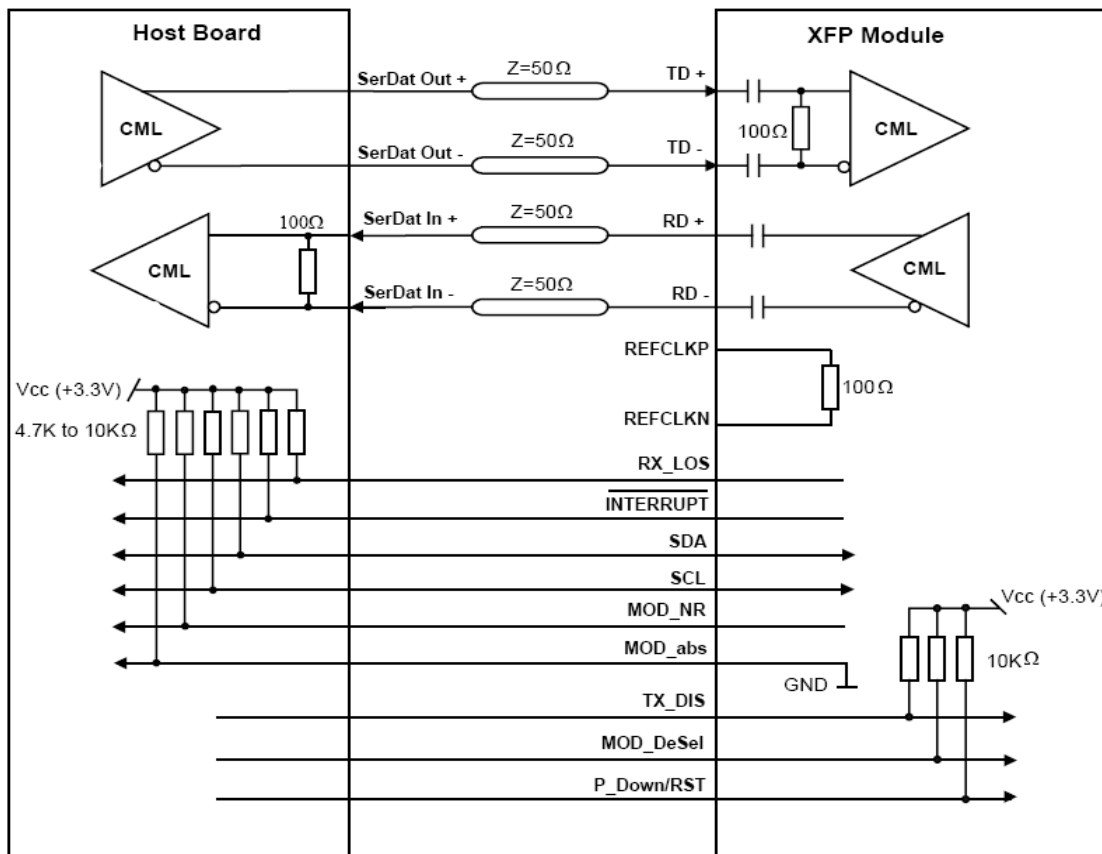 Host Board
XFP Module
SerDat Out +
Z=50Ω
TD +
CML
100Ω
CML
SerDat Out -
Z=50Ω
TD -
100Ω
SerDat In +
Z=50Ω
RD +
CML
CML
SerDat In -
Z=50Ω
RD -
REFCLKP
Vcc (+3.3V)
100Ω
4.7K to 10KΩ
REFCLKN
RX_LOS
INTERRUPT
SDA
SCL
Vcc (+3.3V)
MOD_NR
MOD_abs
10KΩ
GND
TX_DIS
MOD_DeSel
P_Down/RST